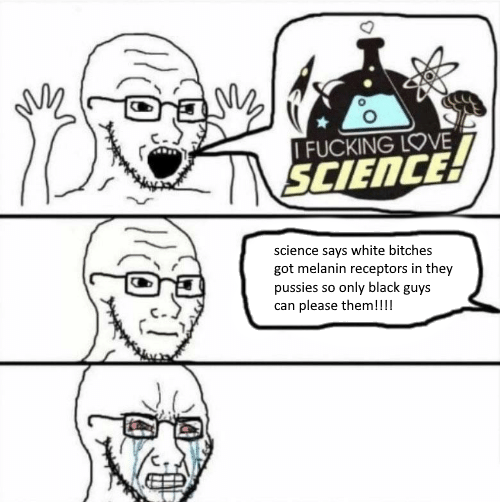 I FUCKING LOVE
SCIENCE!
science says white bitches
got melanin receptors in they
pussies so only black guys
can please them!!!!